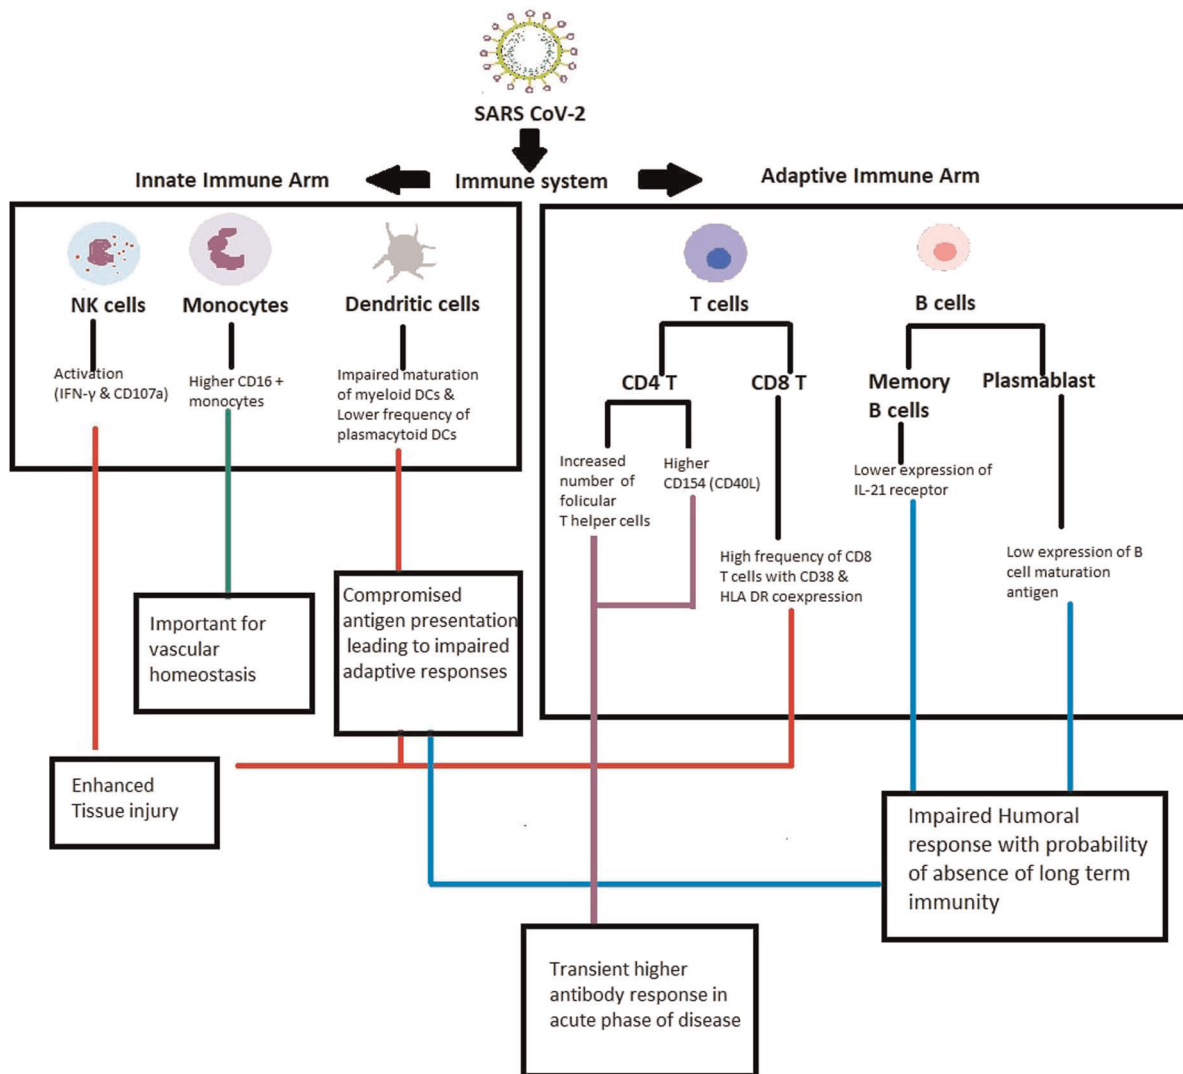 SARS CoV-2
Innate Immune Arm
Immune system
Adaptive Immune Arm
NK cells
Monocytes
Dendritic cells
T cells
B cells
Activation
(IFN-γ & CD107a)
Higher CD16 +
monocytes
Impaired maturation
of myeloid DCs &
Lower frequency of
plasmacytoid DCs
CD4 T
CD8 T
Memory
B cells
Plasmablast
Increased
number of
follicular
T helper cells
Higher
CD154 (CD40L)
High frequency of CD8
T cells with CD38 &
HLA DR coexpression
Lower expression of
IL-21 receptor
Low expression of B
cell maturation
antigen
Important for
vascular
homeostasis
Compromised
antigen presentation
leading to impaired
adaptive responses
Enhanced
Tissue injury
Impaired Humoral
response with probability
of absence of long term
immunity
Transient higher
antibody response in
acute phase of disease